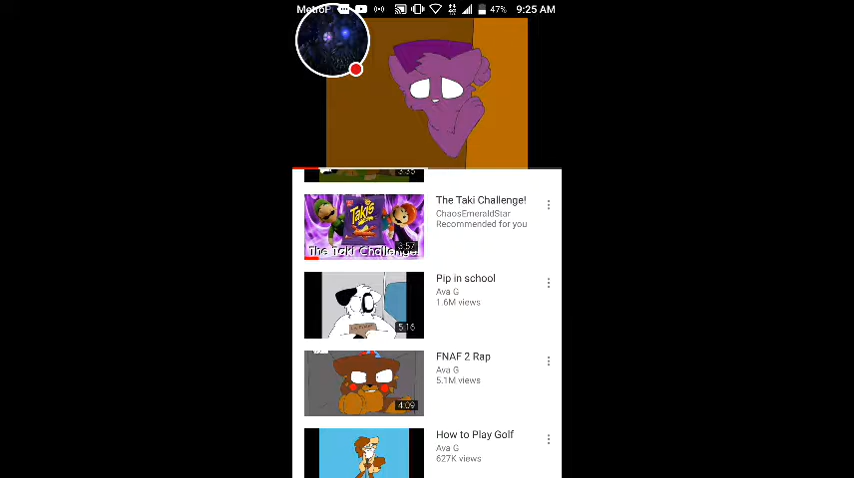 MetroP
47%
9:25 AM
3:35
The Taki Challenge!
ChaosEmeraldStar
Recommended for you
Takis
3:57
The Taki Challenge!
Pip in school
Ava G
1.6M views
5:16
FNAF 2 Rap
Ava G
5.1M views
4:09
How to Play Golf
Ava G
627K views